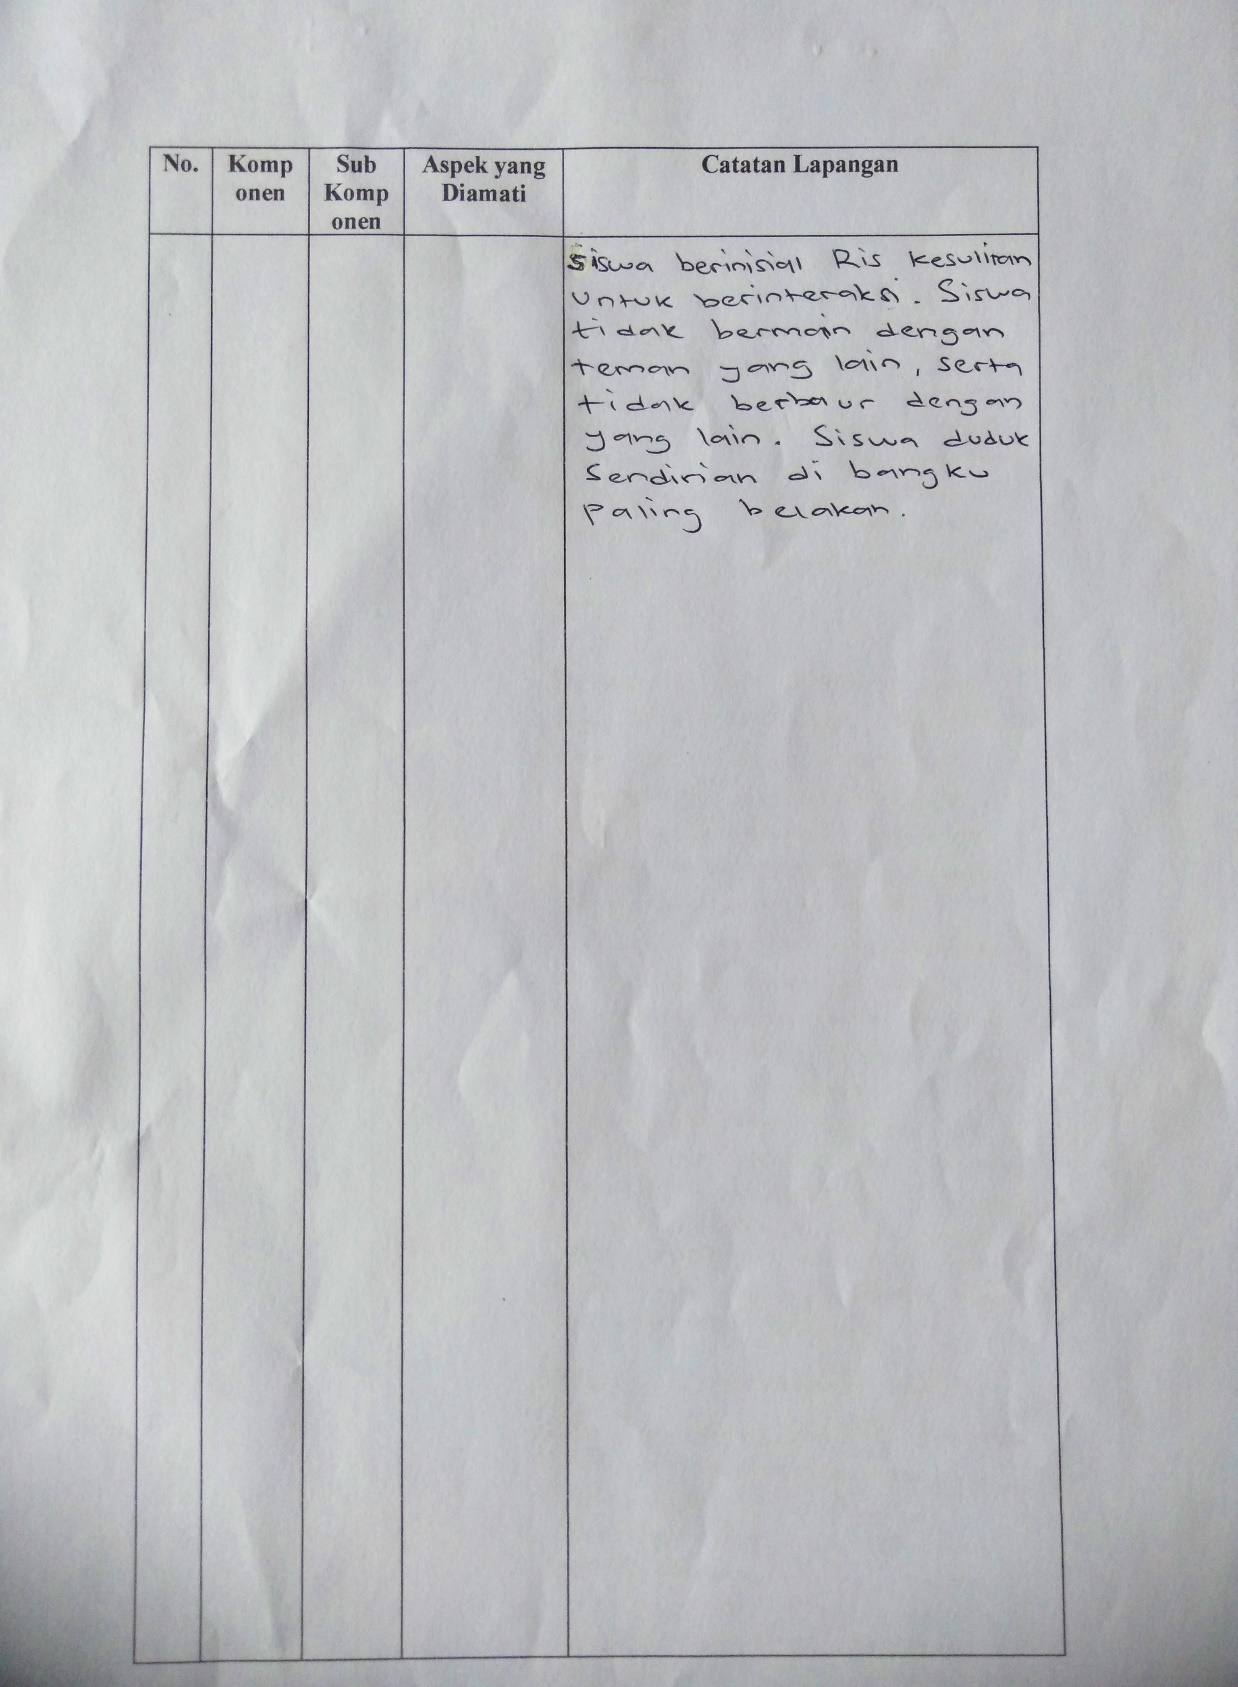 No. Komp Sub Aspek yang Catatan Lapangan
onen Komp Diamati
onen
Siswa berinisial Ris kesulitan
untuk berinteraksi. Siswa
tidak bermain dengan
teman yang lain, serta
tidak berbaur dengan
yang lain. Siswa duduk
Sendirian di bangku
paling belakan.